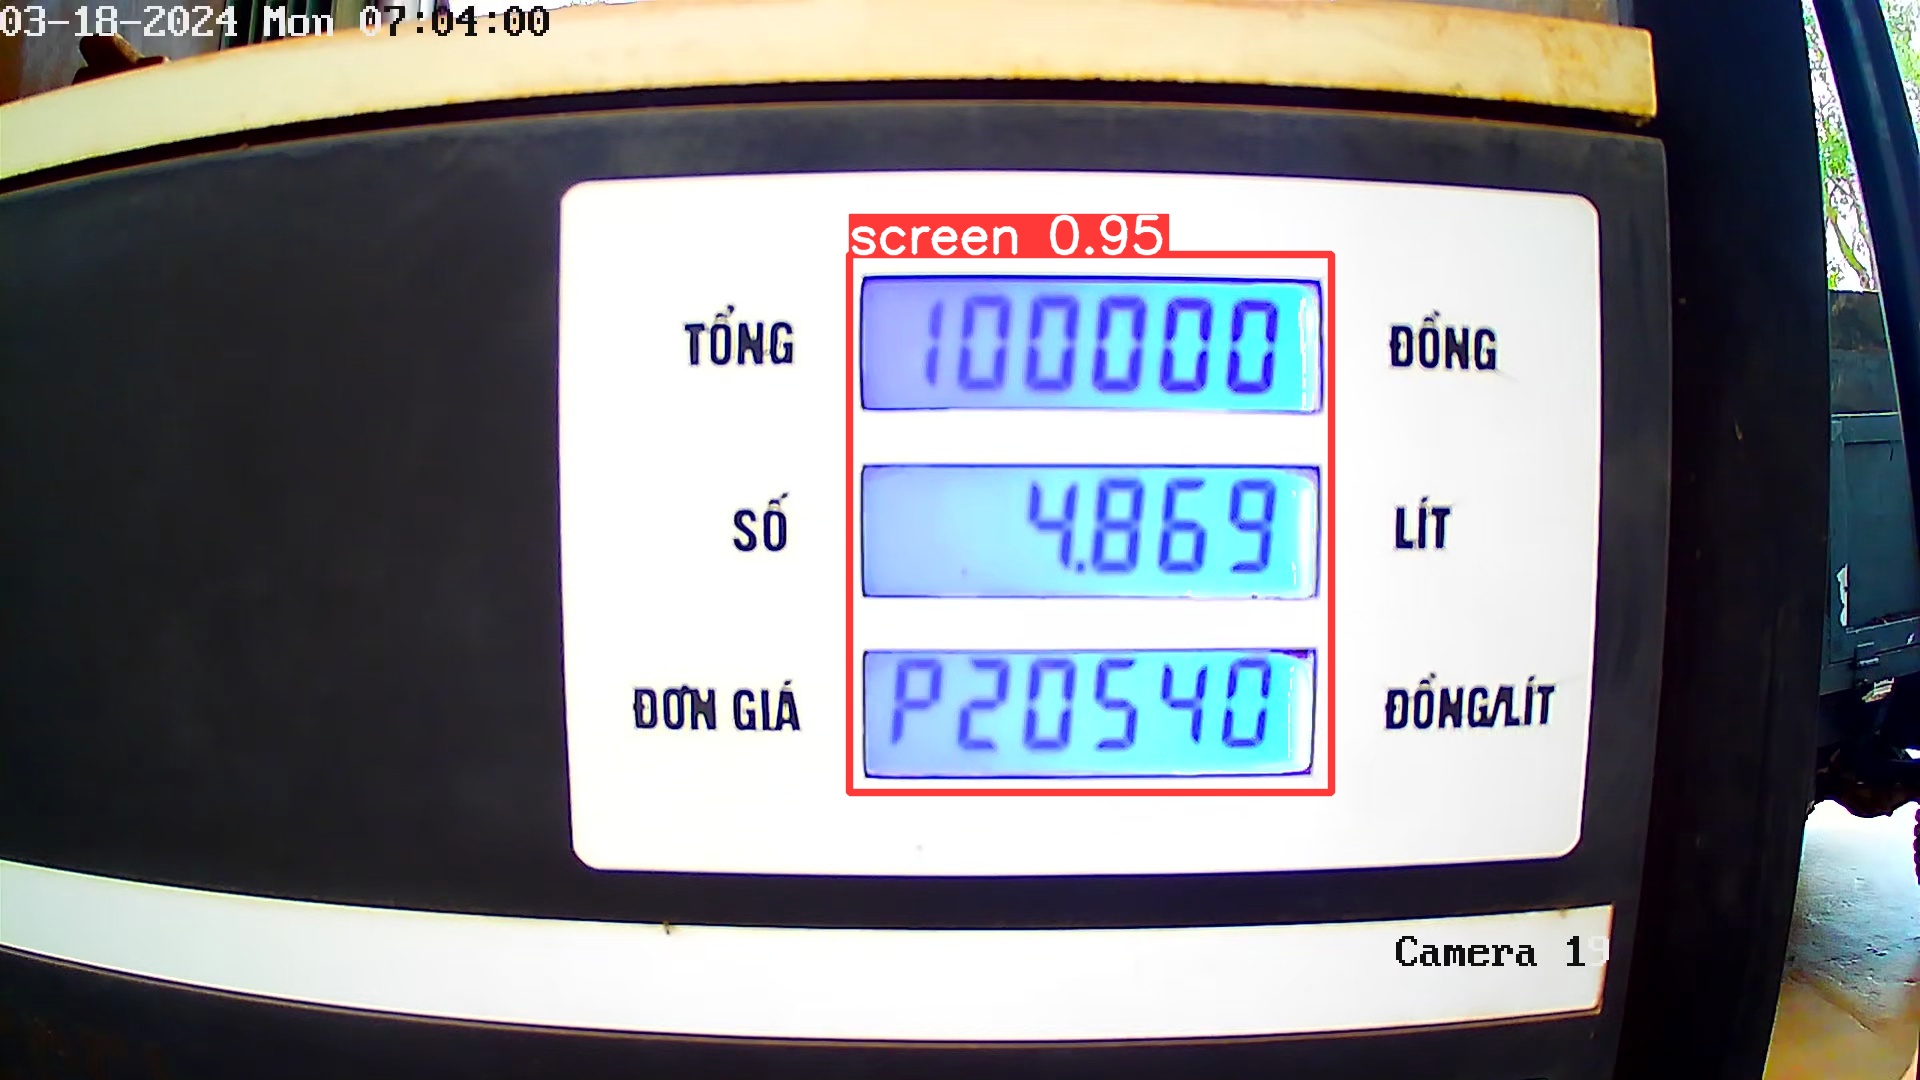 03-18-2024 Mon 07:04:00
screen 0.95
TỔNG 100000 ĐỒNG
SỐ 4.869 LÍT
ĐƠN GIÁ P20540 ĐỒNG/LÍT
Camera 19